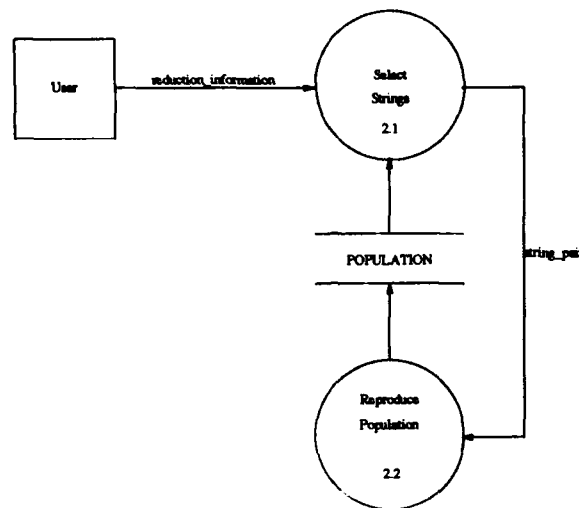 User
reduction_information
Select
Strings
2.1
POPULATION
string_pair
Reproduce
Population
2.2